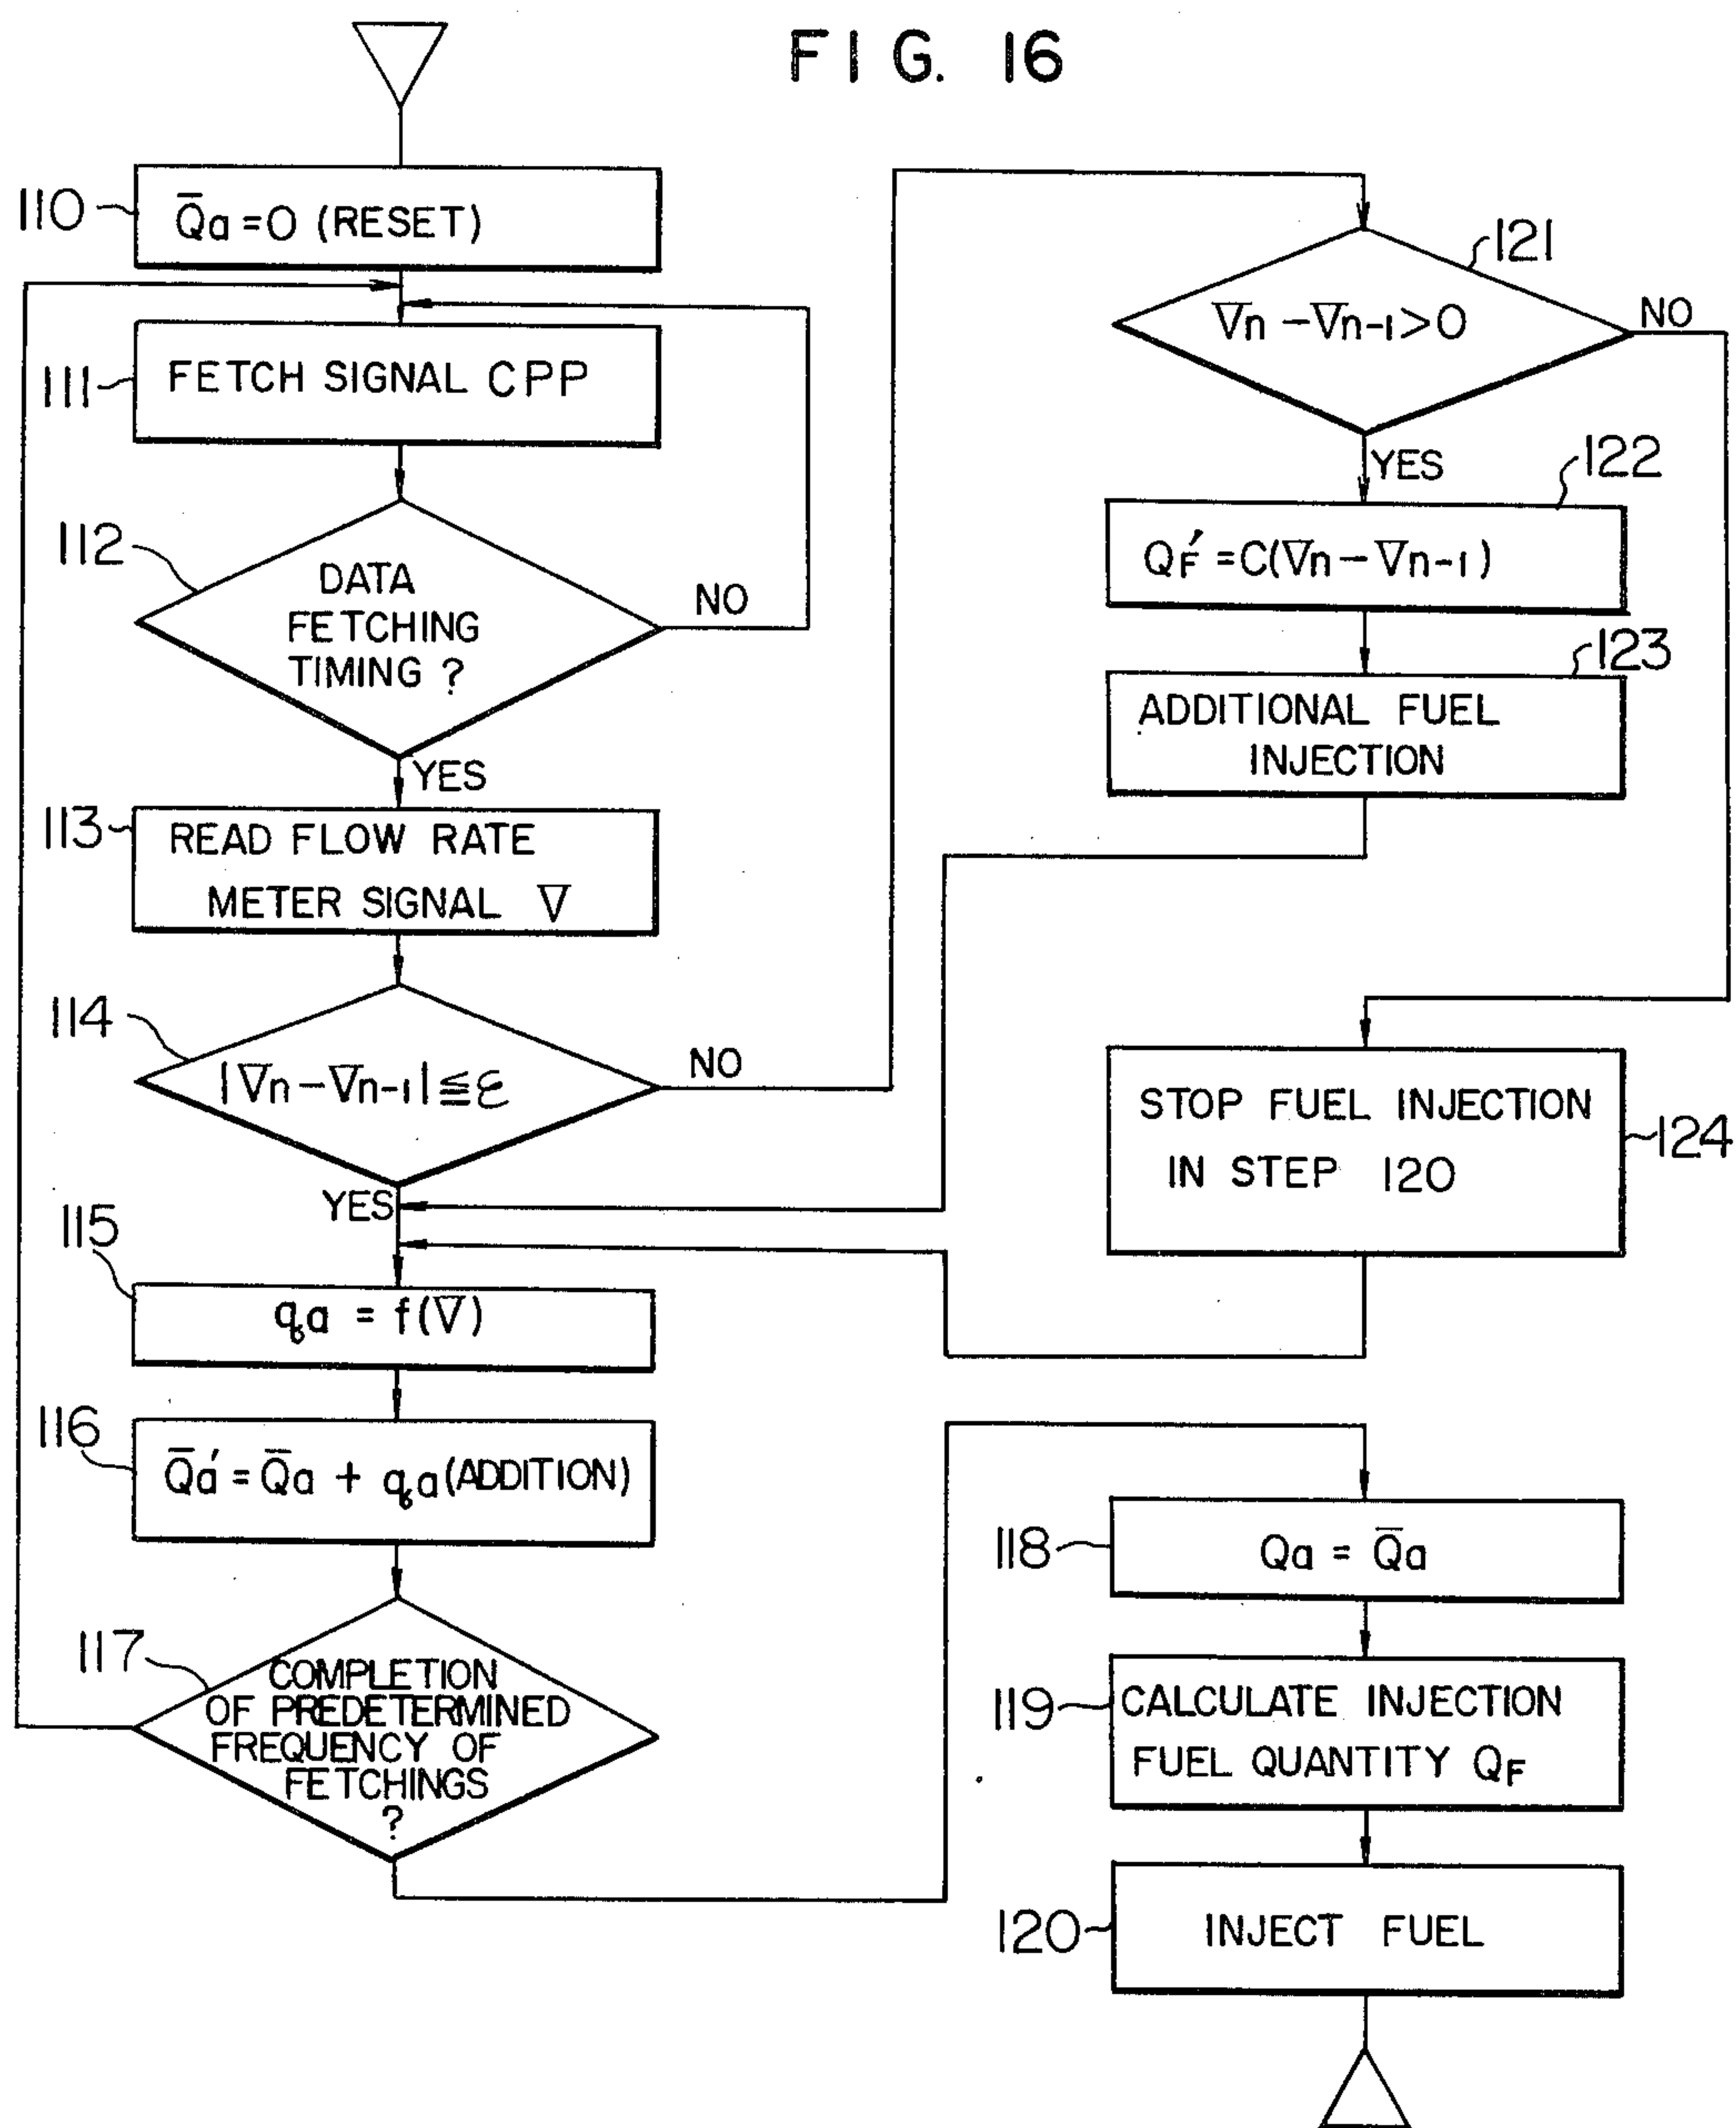 FIG. 16
110
Q̄a=0 (RESET)
111
FETCH SIGNAL CPP
112
DATA
FETCHING
TIMING ?
NO
YES
113
READ FLOW RATE
METER SIGNAL V̄
114
|V̄n-V̄n-1|≦ε
NO
YES
115
qa = f(V̄)
116
Q̄a' = Q̄a + qa (ADDITION)
117
COMPLETION
OF PREDETERMINED
FREQUENCY OF
FETCHINGS
?
121
V̄n-V̄n-1>0
NO
YES
122
QF' = C(V̄n-V̄n-1)
123
ADDITIONAL FUEL
INJECTION
STOP FUEL INJECTION
IN STEP 120
124
118
Qa = Q̄a
119
CALCULATE INJECTION
FUEL QUANTITY QF
120
INJECT FUEL